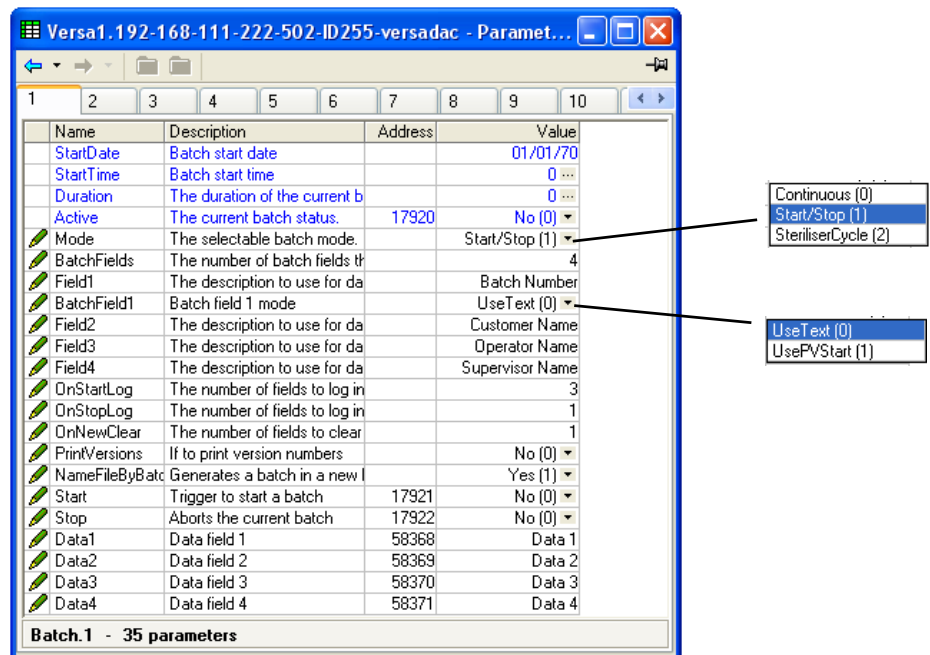 Versa1.192-168-111-222-502-ID255-versadac - Paramet...
1 2 3 4 5 6 7 8 9 10
Name Description Address Value
StartDate Batch start date 01/01/70
StartTime Batch start time 0 ...
Duration The duration of the current b 0 ...
Active The current batch status. 17920 No (0)
Mode The selectable batch mode. Start/Stop (1)
BatchFields The number of batch fields th 4
Field1 The description to use for da Batch Number
BatchField1 Batch field 1 mode UseText (0)
Field2 The description to use for da Customer Name
Field3 The description to use for da Operator Name
Field4 The description to use for da Supervisor Name
OnStartLog The number of fields to log in 3
OnStopLog The number of fields to log in 1
OnNewClear The number of fields to clear 1
PrintVersions If to print version numbers No (0)
NameFileByBatc Generates a batch in a new l Yes (1)
Start Trigger to start a batch 17921 No (0)
Stop Aborts the current batch 17922 No (0)
Data1 Data field 1 58368 Data 1
Data2 Data field 2 58369 Data 2
Data3 Data field 3 58370 Data 3
Data4 Data field 4 58371 Data 4
Batch.1 - 35 parameters
Continuous (0)
Start/Stop (1)
SteriliserCycle (2)
UseText (0)
UsePVStart (1)